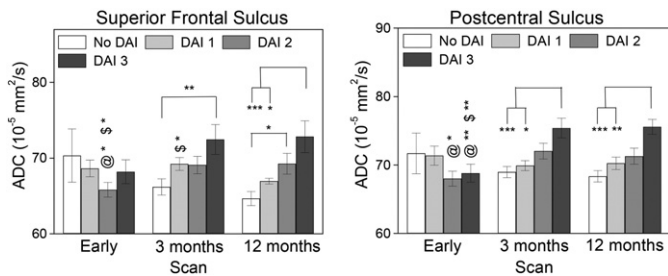 Superior Frontal Sulcus
No DAI DAI 1 DAI 2
DAI 3
ADC (10⁻⁵ mm²/s)
80
70
60
@ * $ *
$ *
**
*** *
*
Early 3 months 12 months
Scan
Postcentral Sulcus
No DAI DAI 1 DAI 2
DAI 3
ADC (10⁻⁵ mm²/s)
90
80
70
60
@ *
@ ** $ **
*** *
*** **
Early 3 months 12 months
Scan